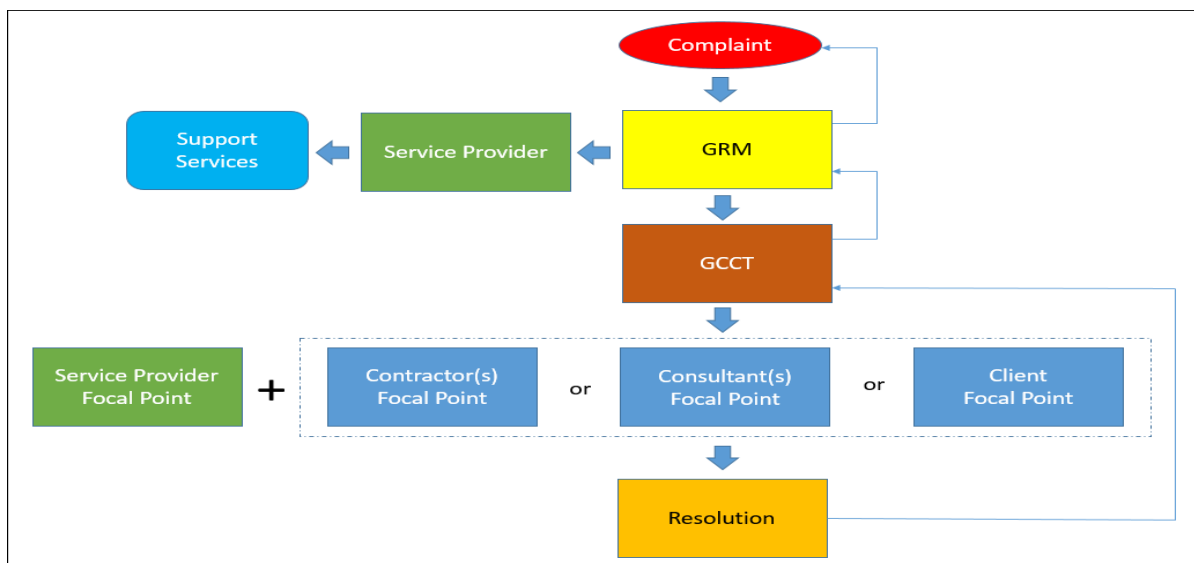 Complaint
Support
Services
Service Provider
GRM
GCCT
Service Provider
Focal Point
+
Contractor(s)
Focal Point
or
Consultant(s)
Focal Point
or
Client
Focal Point
Resolution